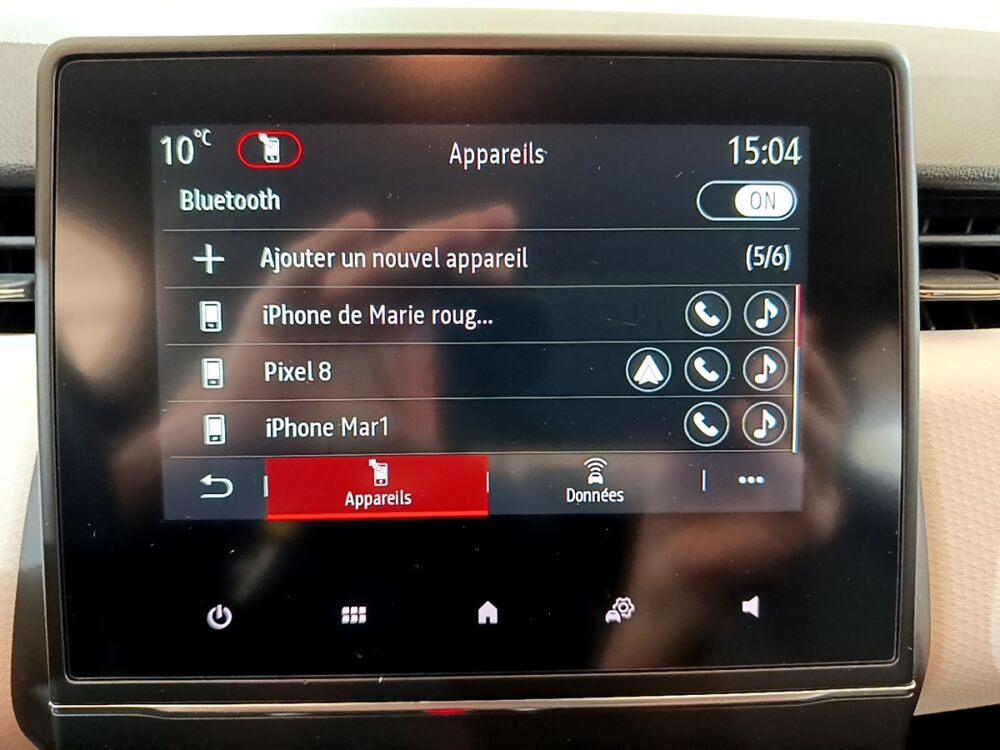 10°C Appareils 15:04
Bluetooth ON
Ajouter un nouvel appareil (5/6)
iPhone de Marie roug...
Pixel 8
iPhone Mar1
Appareils Données